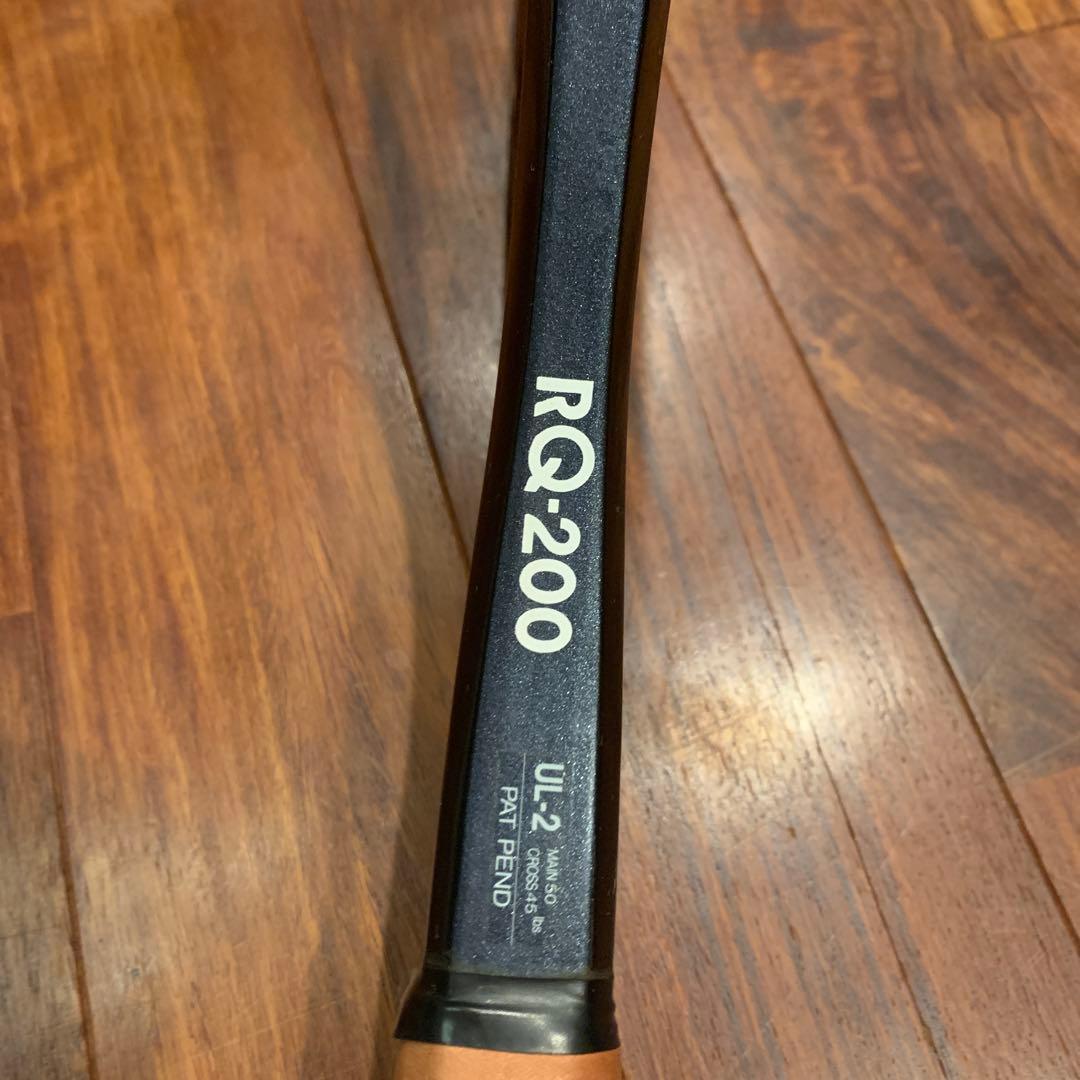 RQ-200
UL-2 MAIN 50
CROSS 45 lbs
PAT. PEND